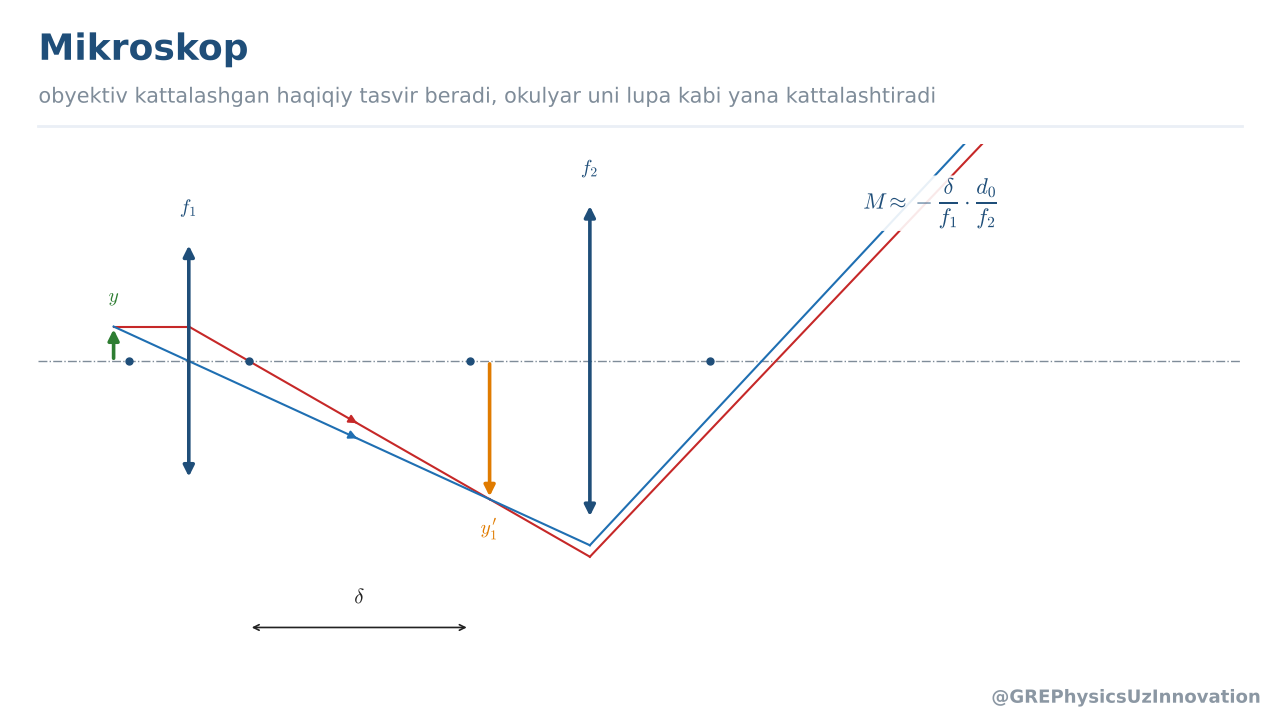 Mikroskop
obyektiv kattalashgan haqiqiy tasvir beradi, okulyar uni lupa kabi yana kattalashtiradi
f₂
M ≈ − δ/f₁ · d₀/f₂
f₁
y
y′₁
δ
@GREPhysicsUzInnovation